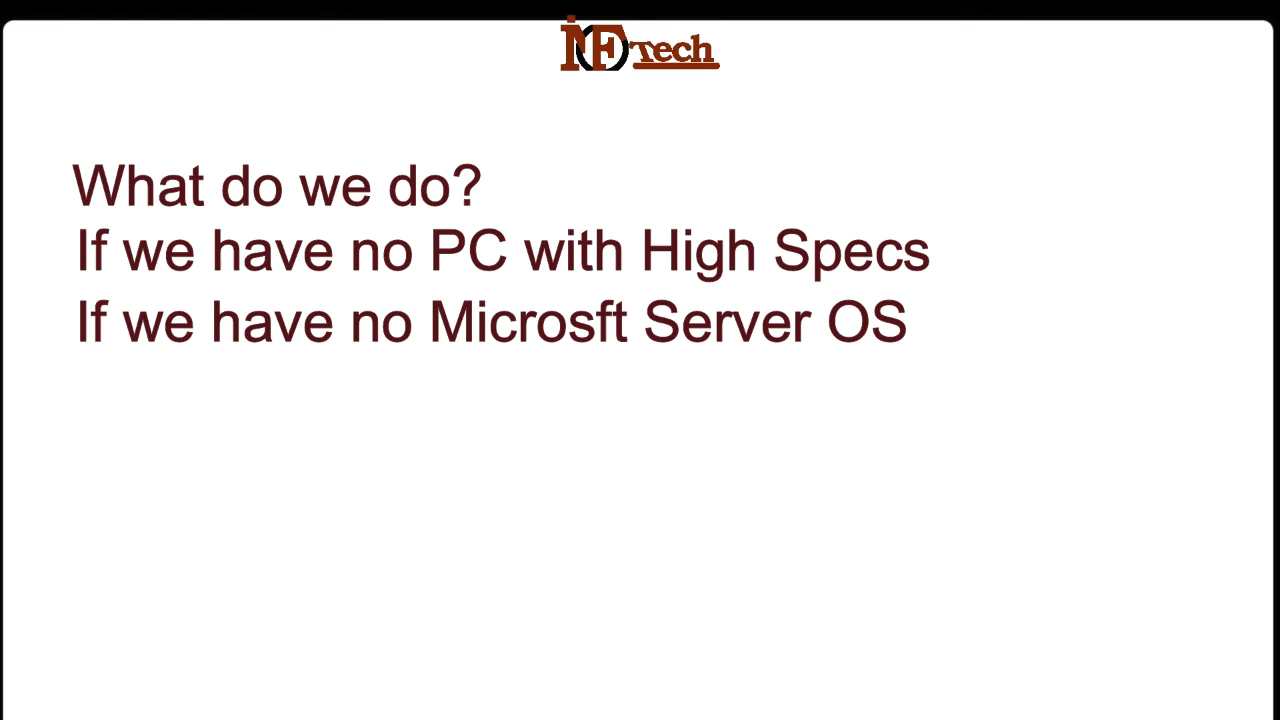 iNFOTech
What do we do?
If we have no PC with High Specs
If we have no Microsft Server OS